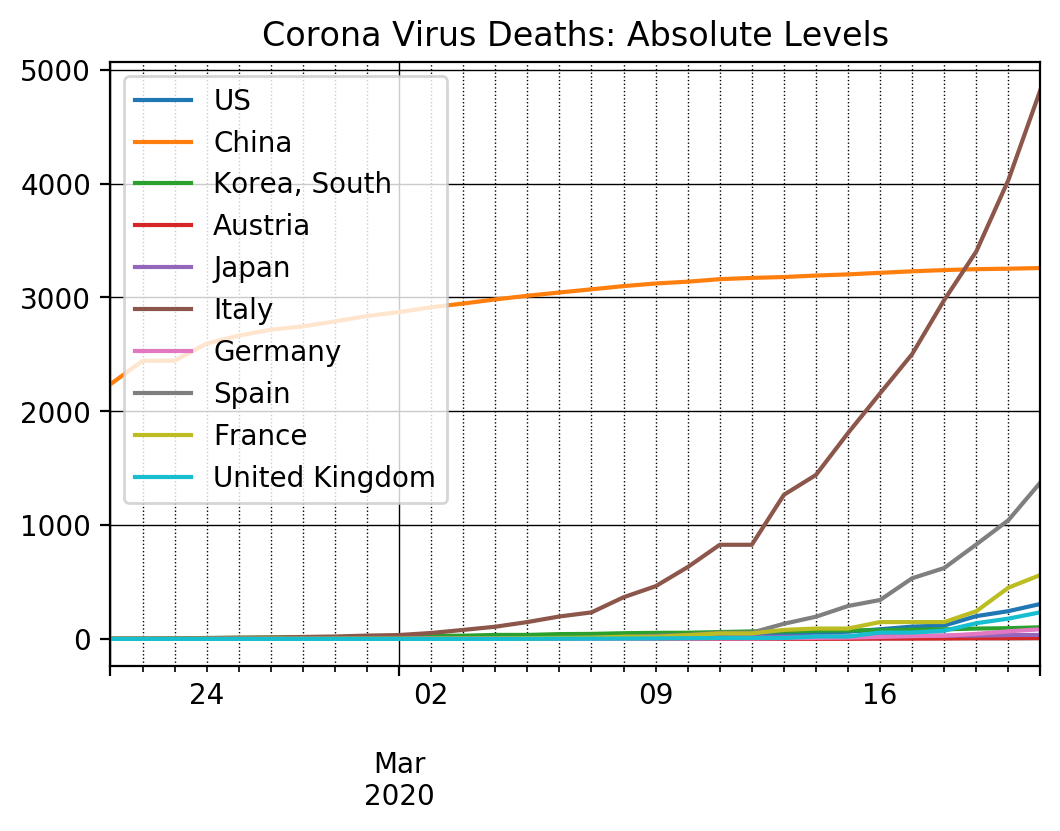 Corona Virus Deaths: Absolute Levels
5000
4000
3000
2000
1000
0
US
China
Korea, South
Austria
Japan
Italy
Germany
Spain
France
United Kingdom
24
02
09
16
Mar
2020